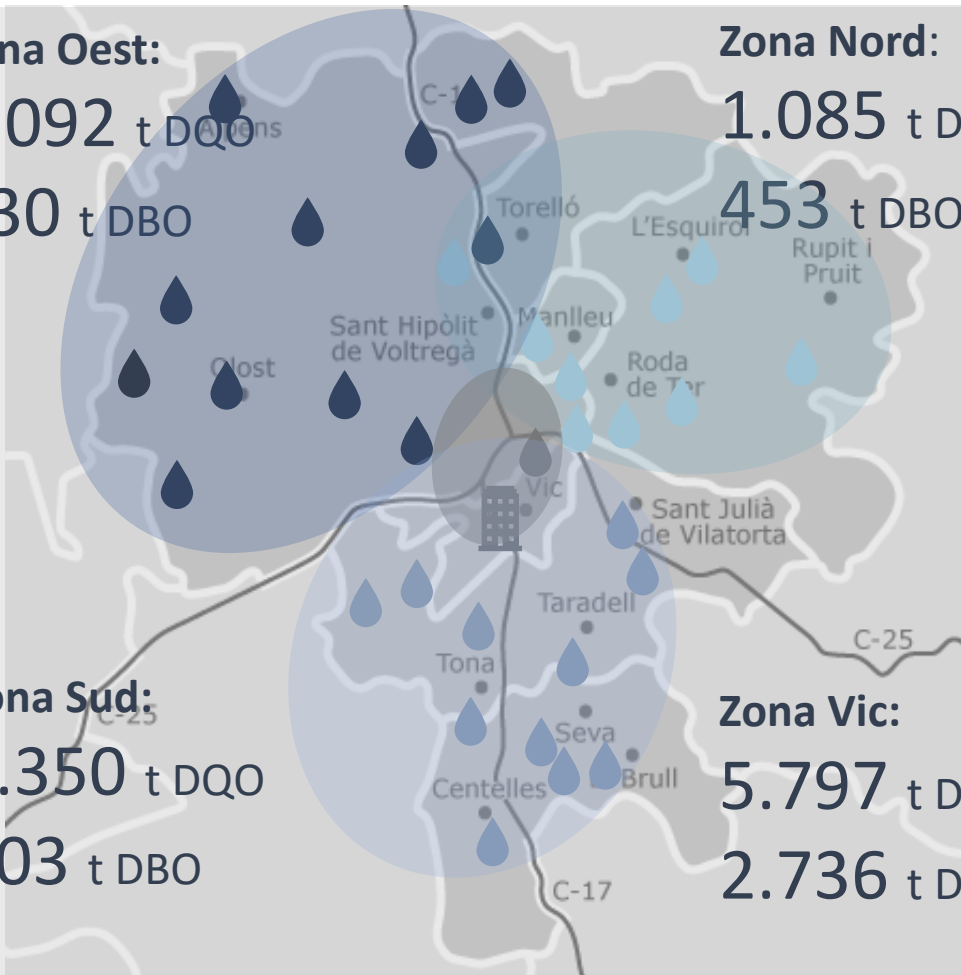 na Oest:
092 t DQO
30 t DBO
Zona Nord:
1.085 t D
453 t DBO
C-1
Alpens
Torelló
L'Esquirol
Rupit i
Pruit
Sant Hipòlit
de Voltregà
Manlleu
Roda
de Ter
Olost
Vic
Sant Julià
de Vilatorta
Taradell
C-25
Tona
Seva
Brull
Centelles
C-17
na Sud:
C-25
.350 t DQO
03 t DBO
Zona Vic:
5.797 t D
2.736 t D